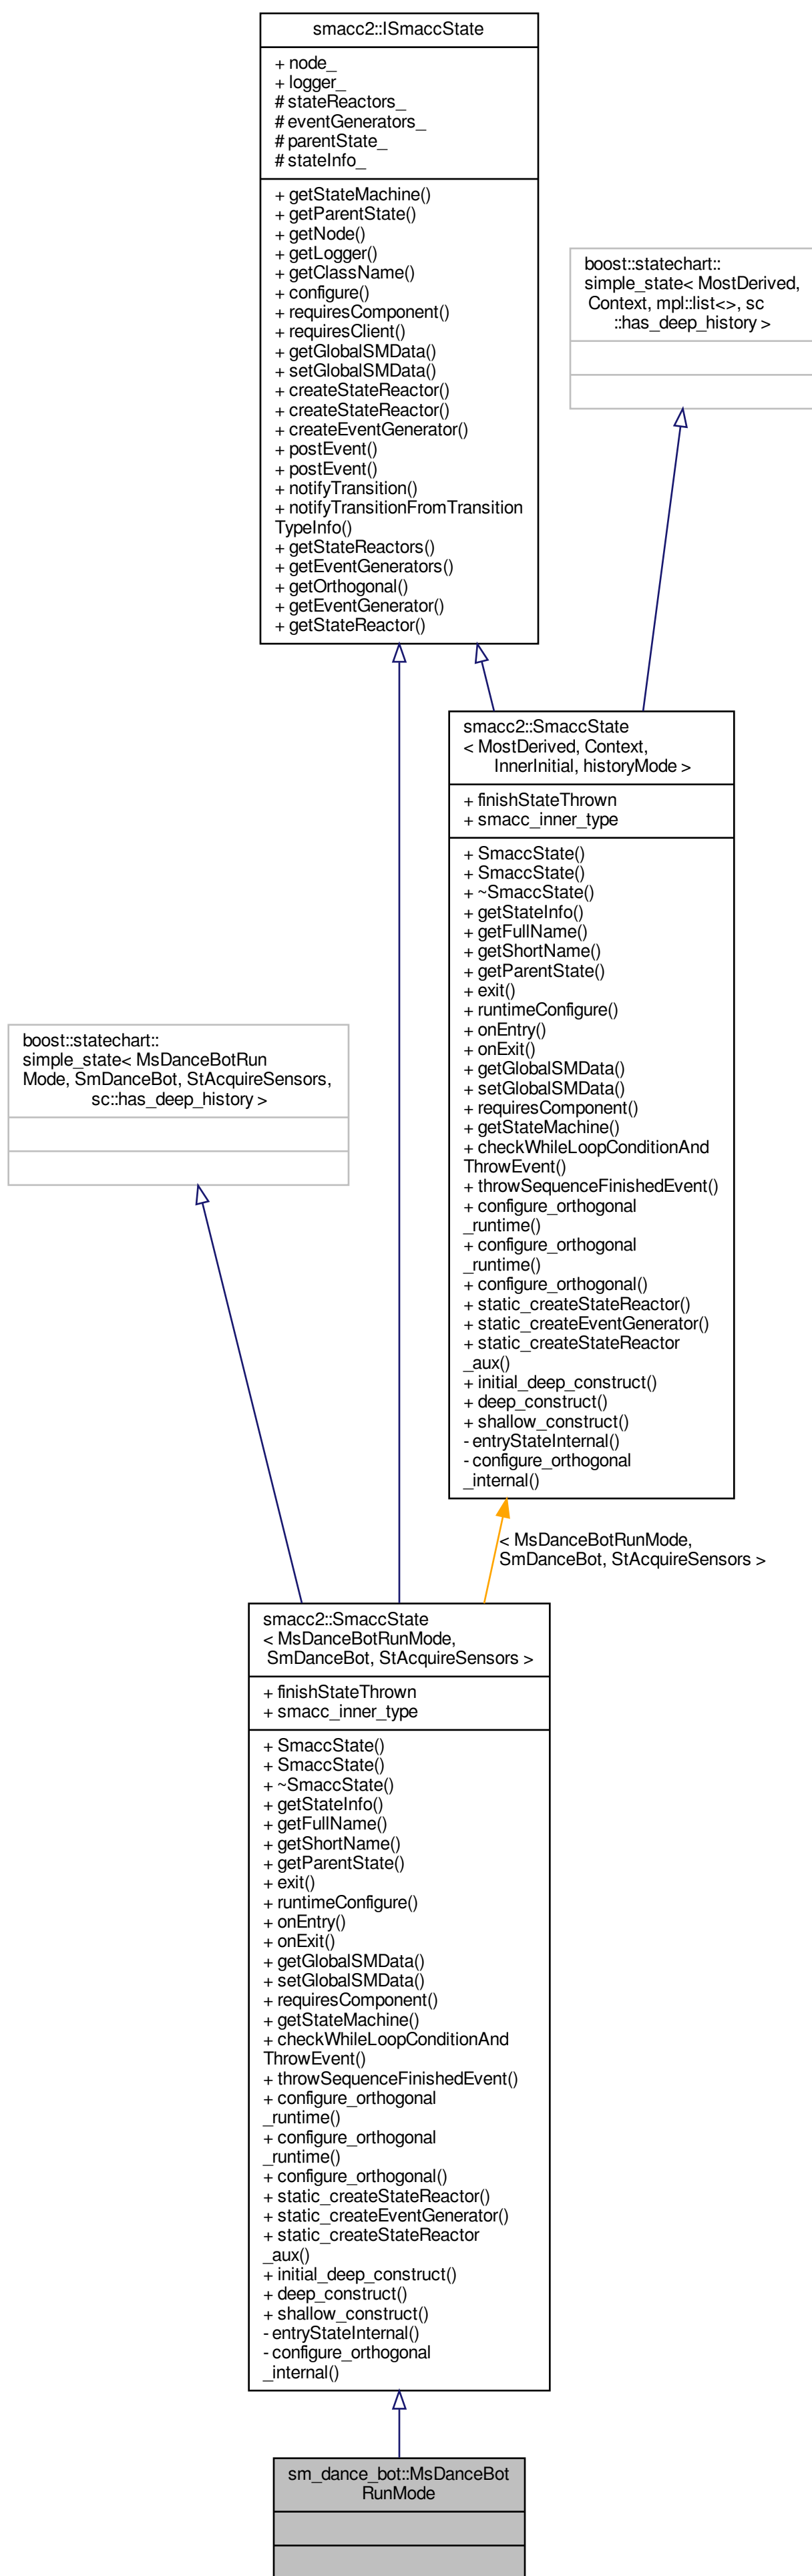 smacc2::ISmaccState
+ node_
+ logger_
# stateReactors_
# eventGenerators_
# parentState_
# stateInfo_
+ getStateMachine()
+ getParentState()
+ getNode()
+ getLogger()
+ getClassName()
+ configure()
+ requiresComponent()
+ requiresClient()
+ getGlobalSMData()
+ setGlobalSMData()
+ createStateReactor()
+ createStateReactor()
+ createEventGenerator()
+ postEvent()
+ postEvent()
+ notifyTransition()
+ notifyTransitionFromTransition
TypeInfo()
+ getStateReactors()
+ getEventGenerators()
+ getOrthogonal()
+ getEventGenerator()
+ getStateReactor()
boost::statechart::
simple_state< MostDerived,
Context, mpl::list<>, sc
::has_deep_history >
smacc2::SmaccState
< MostDerived, Context,
InnerInitial, historyMode >
+ finishStateThrown
+ smacc_inner_type
+ SmaccState()
+ SmaccState()
+ ~SmaccState()
+ getStateInfo()
+ getFullName()
+ getShortName()
+ getParentState()
+ exit()
+ runtimeConfigure()
+ onEntry()
+ onExit()
+ getGlobalSMData()
+ setGlobalSMData()
+ requiresComponent()
+ getStateMachine()
+ checkWhileLoopConditionAnd
ThrowEvent()
+ throwSequenceFinishedEvent()
+ configure_orthogonal
_runtime()
+ configure_orthogonal
_runtime()
+ configure_orthogonal()
+ static_createStateReactor()
+ static_createEventGenerator()
+ static_createStateReactor
_aux()
+ initial_deep_construct()
+ deep_construct()
+ shallow_construct()
- entryStateInternal()
- configure_orthogonal
_internal()
boost::statechart::
simple_state< MsDanceBotRun
Mode, SmDanceBot, StAcquireSensors,
sc::has_deep_history >
< MsDanceBotRunMode,
SmDanceBot, StAcquireSensors >
smacc2::SmaccState
< MsDanceBotRunMode,
SmDanceBot, StAcquireSensors >
+ finishStateThrown
+ smacc_inner_type
+ SmaccState()
+ SmaccState()
+ ~SmaccState()
+ getStateInfo()
+ getFullName()
+ getShortName()
+ getParentState()
+ exit()
+ runtimeConfigure()
+ onEntry()
+ onExit()
+ getGlobalSMData()
+ setGlobalSMData()
+ requiresComponent()
+ getStateMachine()
+ checkWhileLoopConditionAnd
ThrowEvent()
+ throwSequenceFinishedEvent()
+ configure_orthogonal
_runtime()
+ configure_orthogonal
_runtime()
+ configure_orthogonal()
+ static_createStateReactor()
+ static_createEventGenerator()
+ static_createStateReactor
_aux()
+ initial_deep_construct()
+ deep_construct()
+ shallow_construct()
- entryStateInternal()
- configure_orthogonal
_internal()
sm_dance_bot::MsDanceBot
RunMode